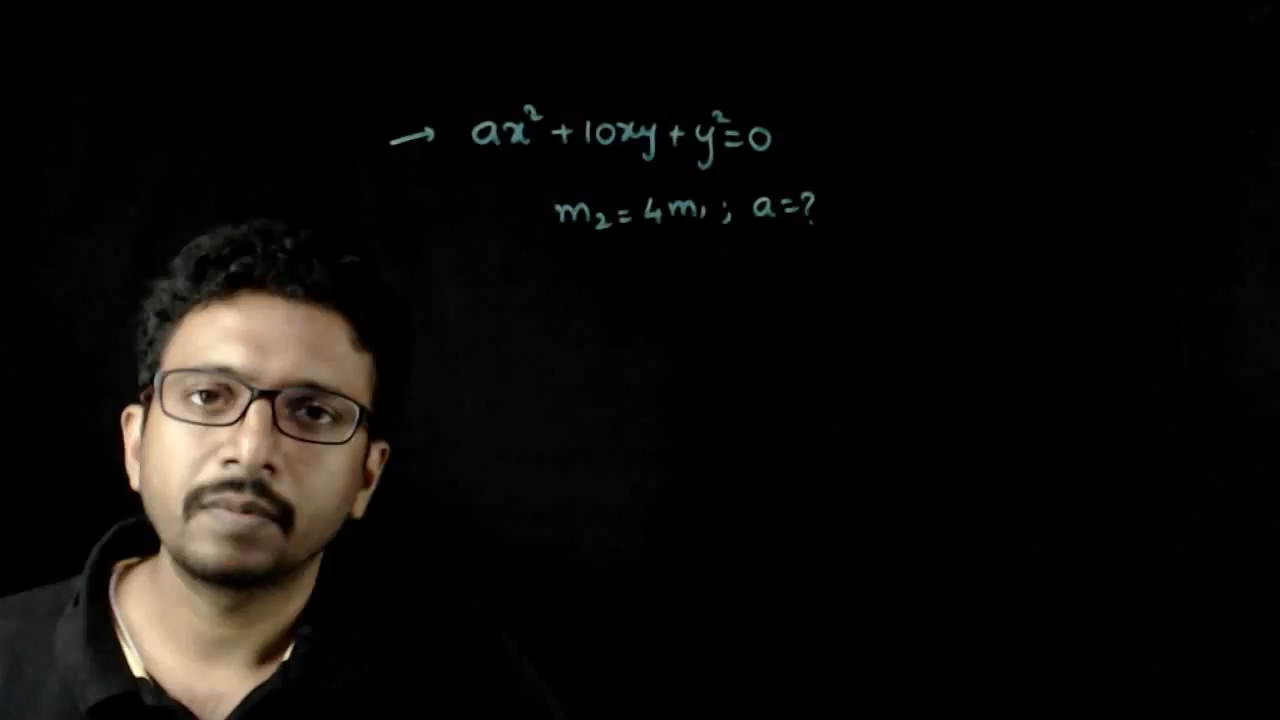 → ax² + 10xy + y² = 0
m₂ = 4m₁ ; a = ?